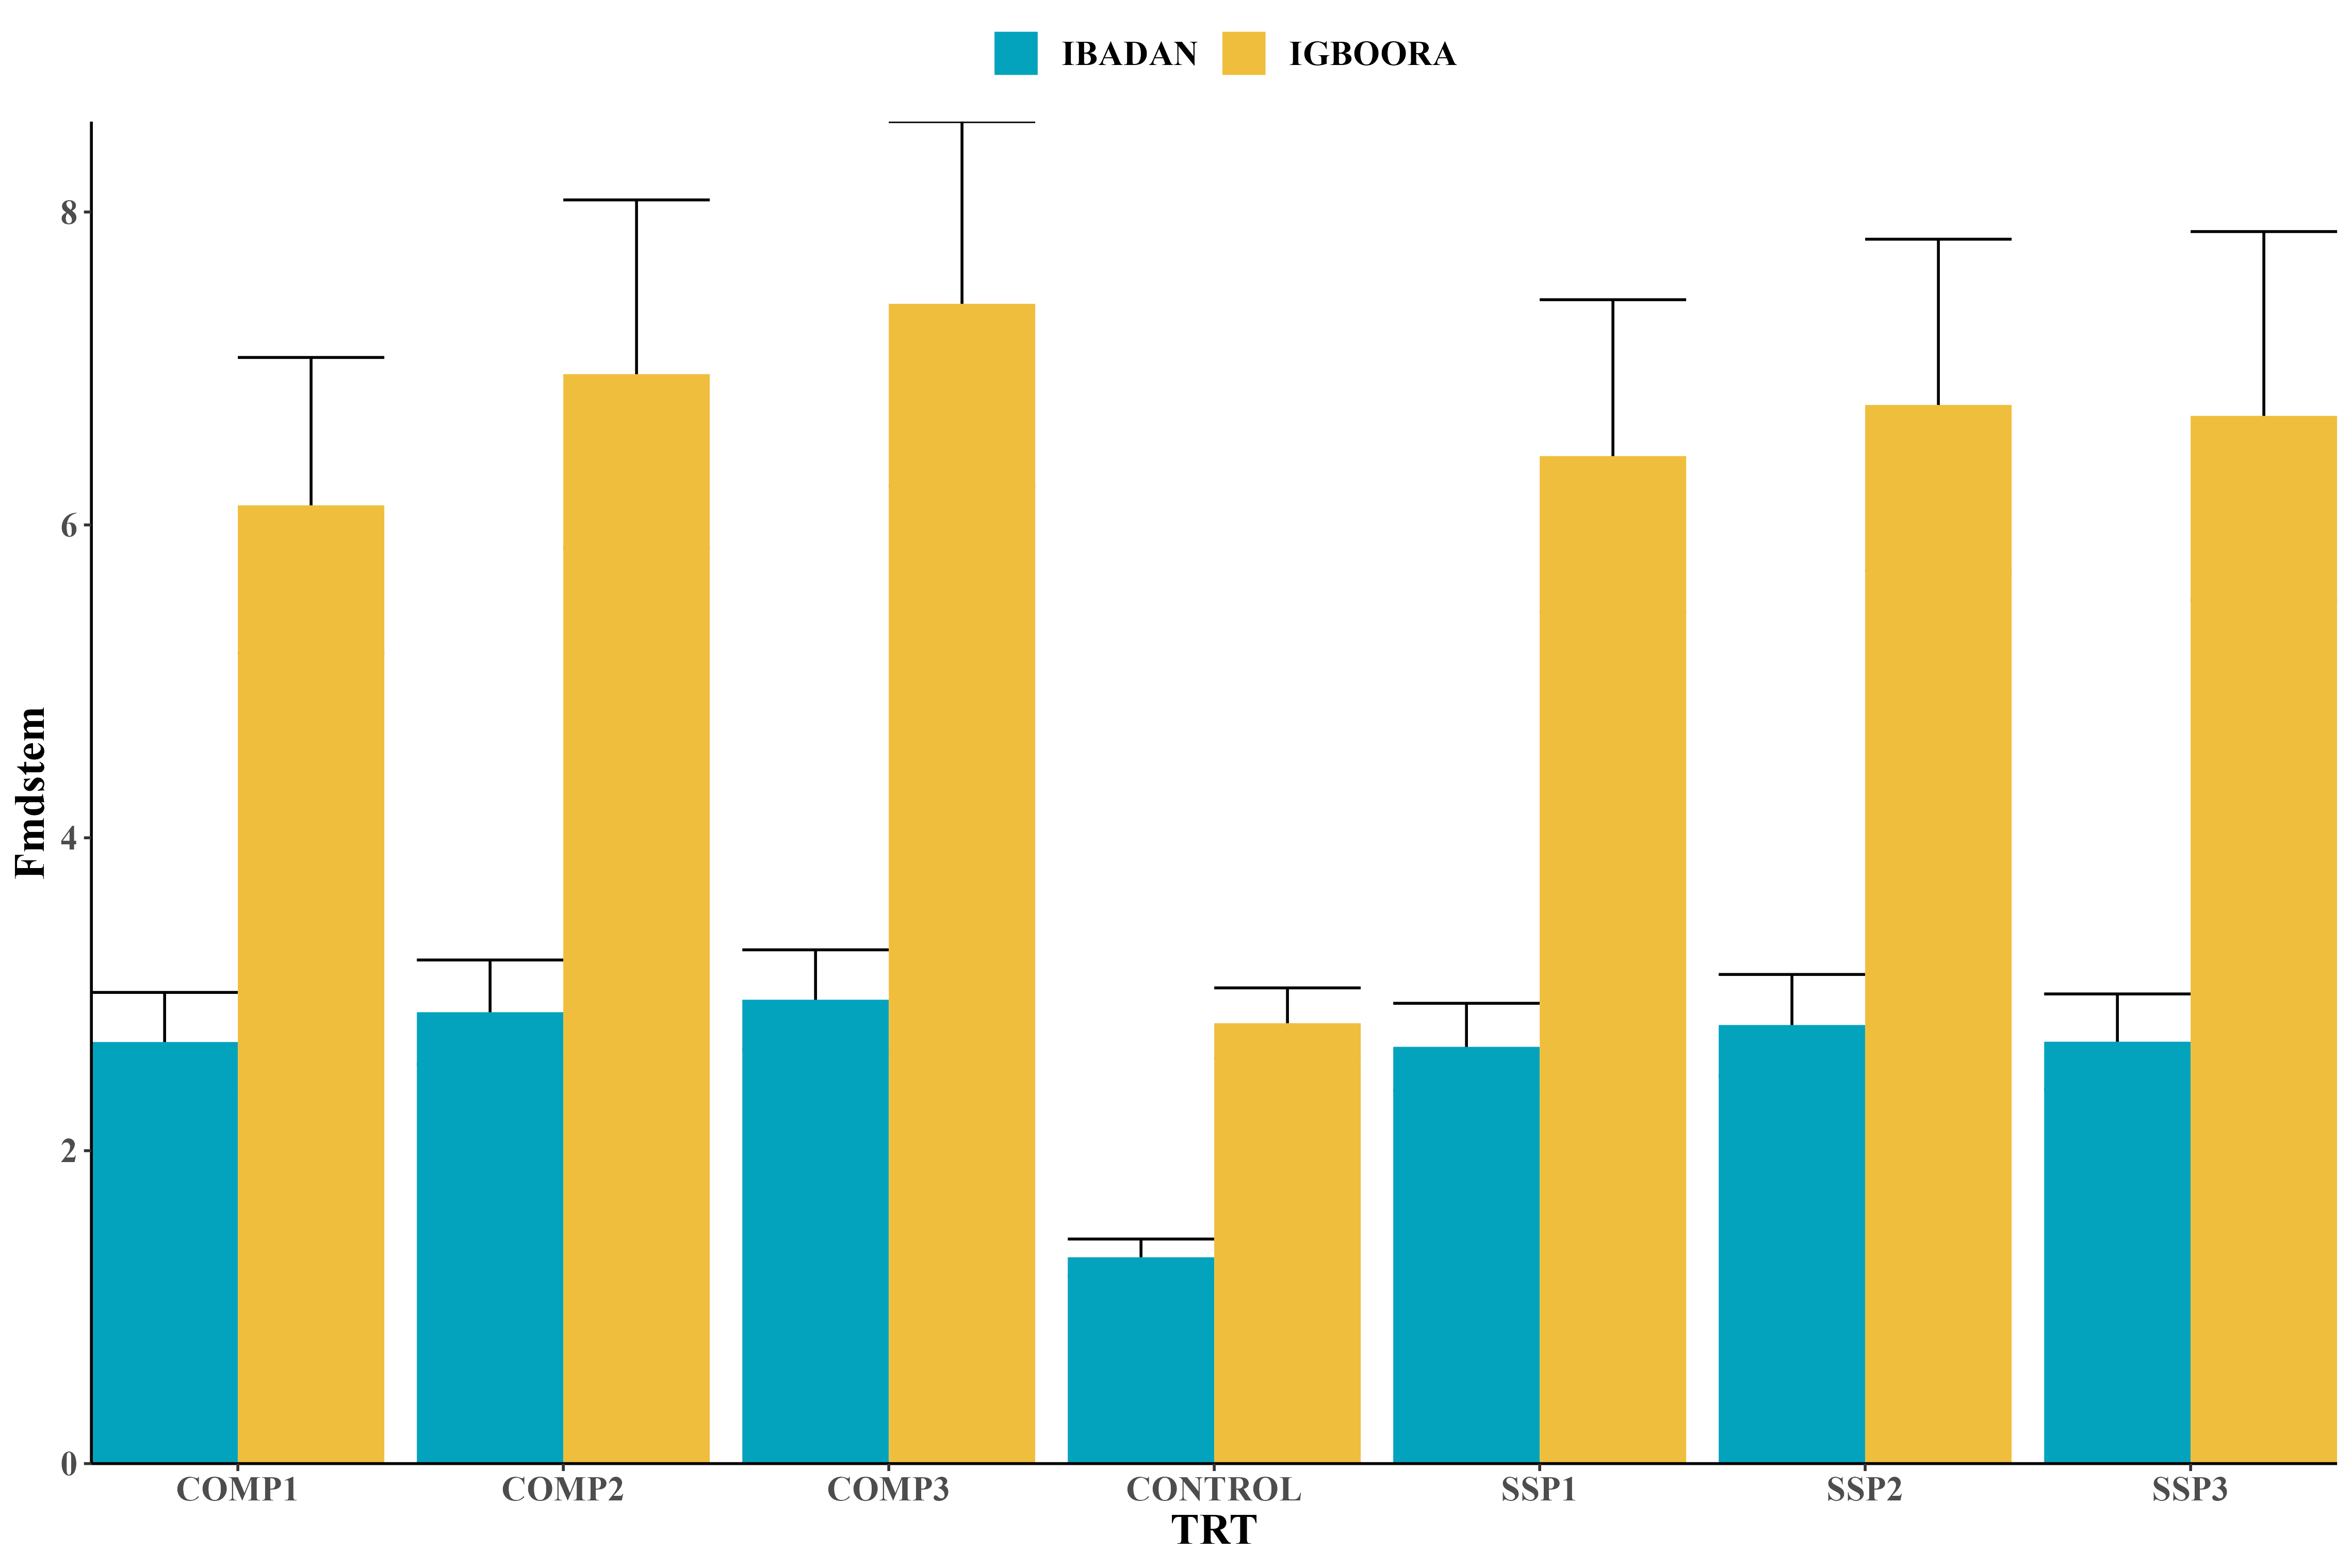 IBADAN IGBOORA
8
6
4
2
0
Fmdstem
COMP1 COMP2 COMP3 CONTROL SSP1 SSP2 SSP3
TRT